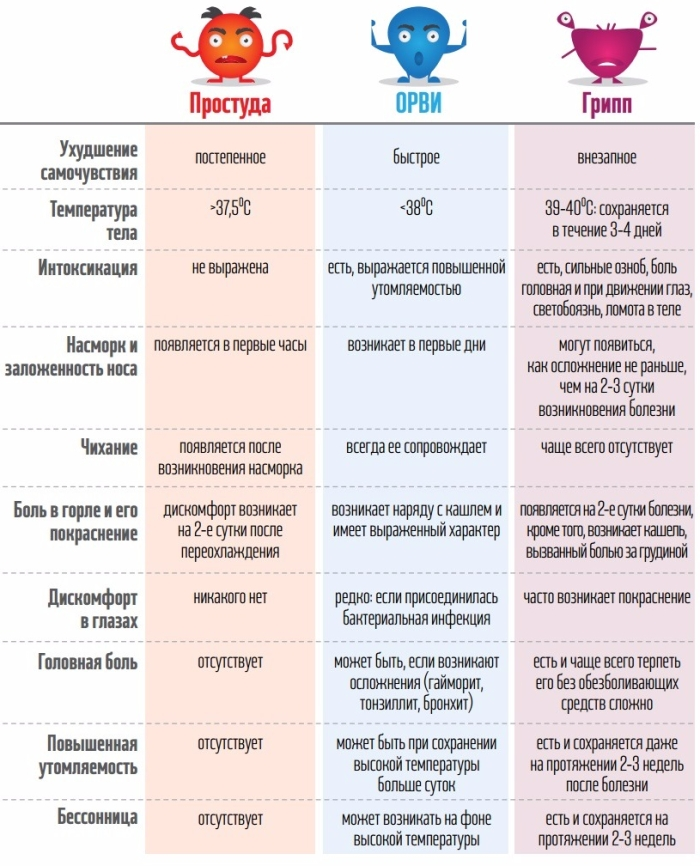 Простуда ОРВИ Грипп
Ухудшение
самочувствия
постепенное
быстрое
внезапное
Температура
тела
>37,5⁰С
<38⁰С
39-40⁰С: сохраняется
в течение 3-4 дней
Интоксикация
не выражена
есть, выражается повышенной
утомляемостью
есть, сильные озноб, боль
головная и при движении глаз,
светобоязнь, ломота в теле
Насморк и
заложенность носа
появляется в первые часы
возникает в первые дни
могут появиться,
как осложнение не раньше,
чем на 2-3 сутки
возникновения болезни
Чихание
появляется после
возникновения насморка
всегда ее сопровождает
чаще всего отсутствует
Боль в горле и его
покраснение
дискомфорт возникает
на 2-е сутки после
переохлаждения
возникает наряду с кашлем и
имеет выраженный характер
появляется на 2-е сутки болезни,
кроме того, возникает кашель,
вызванный болью за грудиной
Дискомфорт
в глазах
никакого нет
редко: если присоединилась
бактериальная инфекция
часто возникает покраснение
Головная боль
отсутствует
может быть, если возникают
осложнения (гайморит,
тонзиллит, бронхит)
есть и чаще всего терпеть
его без обезболивающих
средств сложно
Повышенная
утомляемость
отсутствует
может быть при сохранении
высокой температуры
больше суток
есть и сохраняется даже
на протяжении 2-3 недель
после болезни
Бессонница
отсутствует
может возникать на фоне
высокой температуры
есть и сохраняется на
протяжении 2-3 недель